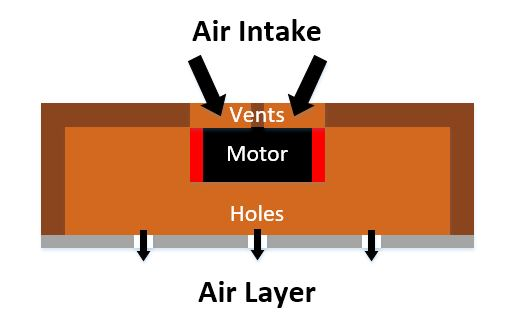 Air Intake
Vents
Motor
Holes
Air Layer